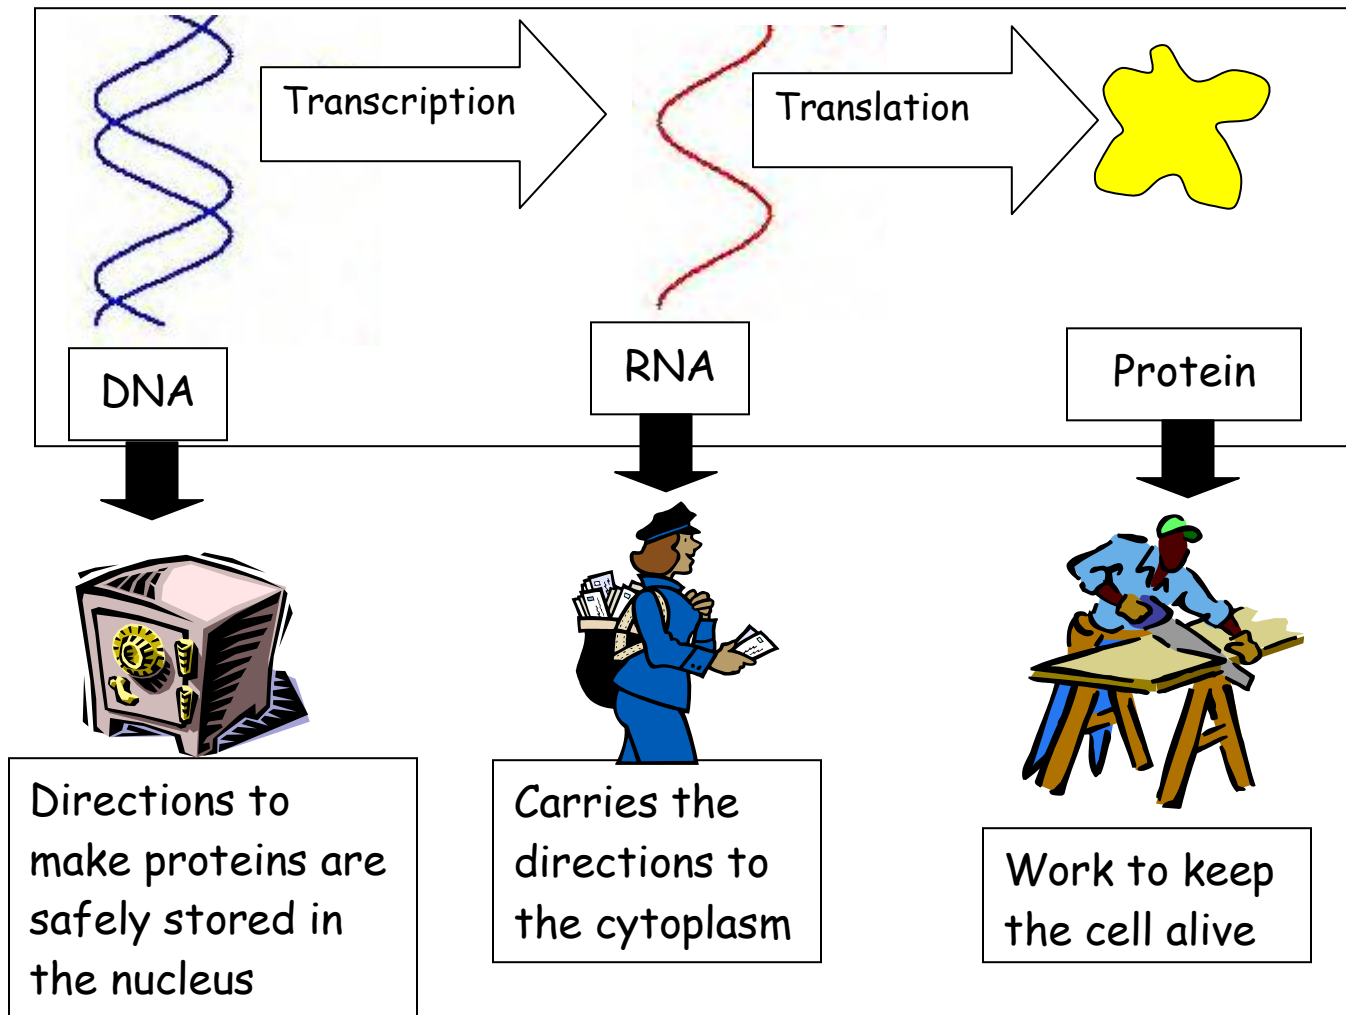 Transcription
Translation
DNA
RNA
Protein
Directions to
make proteins are
safely stored in
the nucleus
Carries the
directions to
the cytoplasm
Work to keep
the cell alive